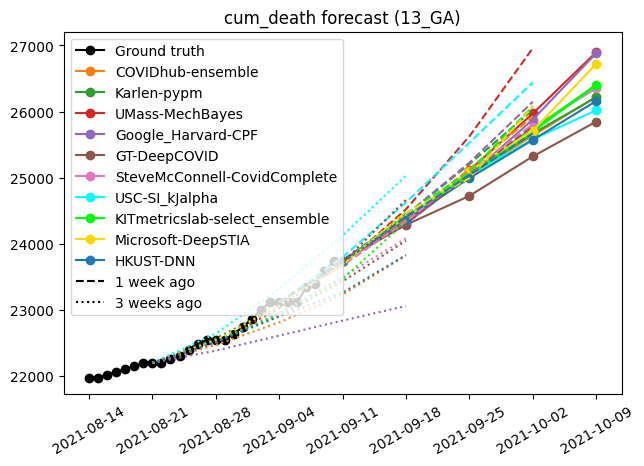 cum_death forecast (13_GA)
27000
26000
25000
24000
23000
22000
Ground truth
COVIDhub-ensemble
Karlen-pypm
UMass-MechBayes
Google_Harvard-CPF
GT-DeepCOVID
SteveMcConnell-CovidComplete
USC-SI_kJalpha
KITmetricslab-select_ensemble
Microsoft-DeepSTIA
HKUST-DNN
1 week ago
3 weeks ago
2021-08-14
2021-08-21
2021-08-28
2021-09-04
2021-09-11
2021-09-18
2021-09-25
2021-10-02
2021-10-09